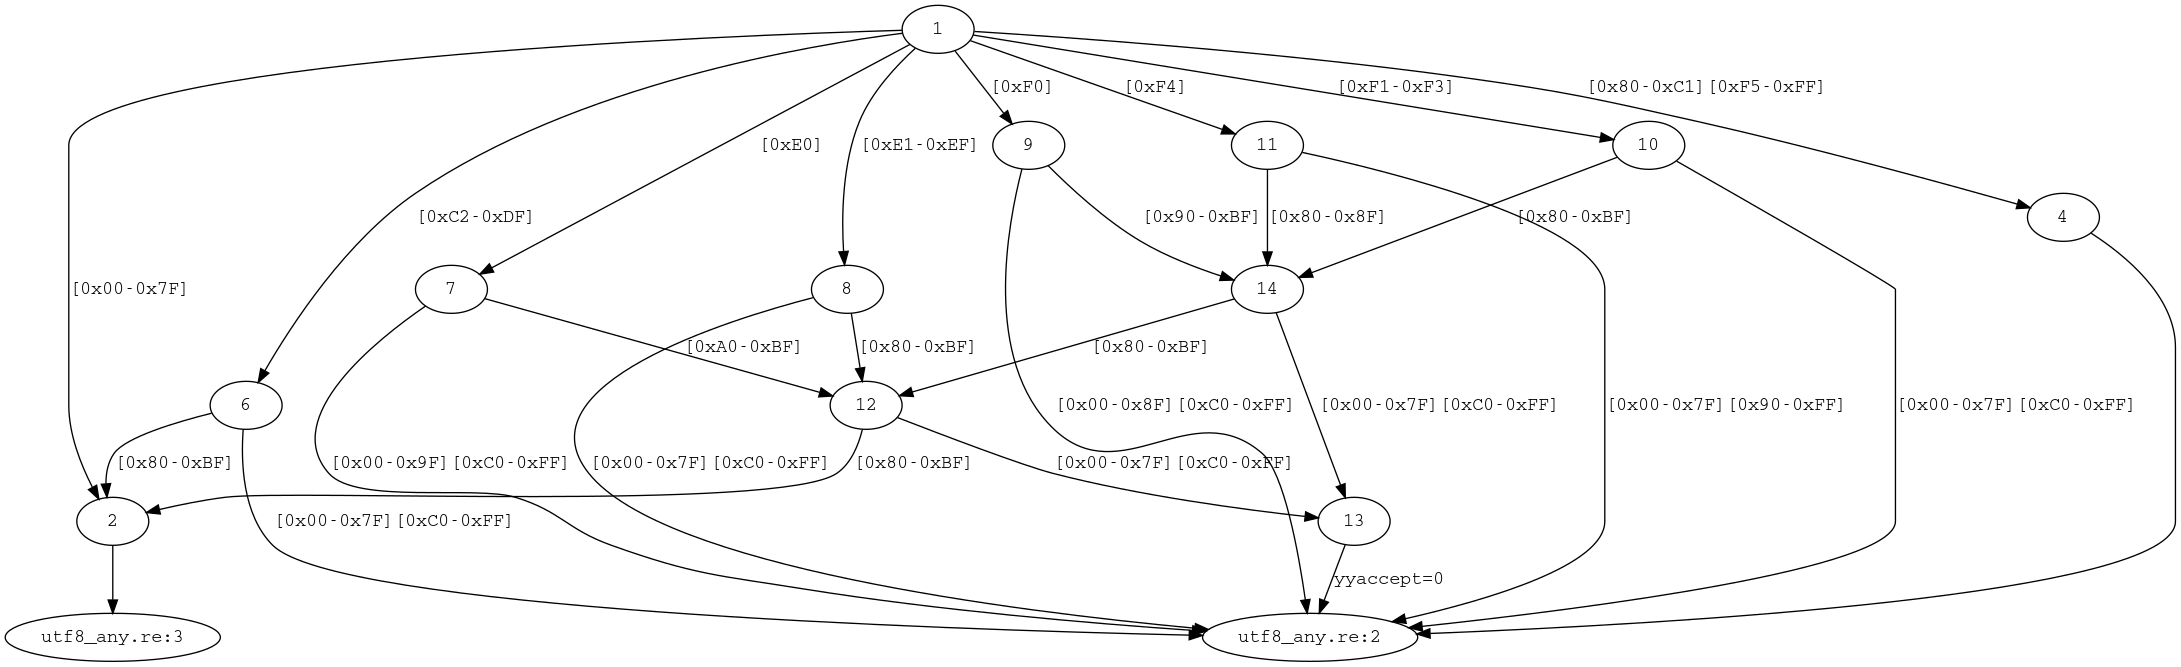 1
[0xF0]
[0xF4]
[0xF1-0xF3]
[0x80-0xC1] [0xF5-0xFF]
[0xE0]
[0xE1-0xEF]
9
11
10
[0xC2-0xDF]
[0x90-0xBF]
[0x80-0x8F]
[0x80-0xBF]
4
[0x00-0x7F]
7
8
14
[0xA0-0xBF]
[0x80-0xBF]
[0x80-0xBF]
6
12
[0x00-0x8F] [0xC0-0xFF]
[0x00-0x7F] [0xC0-0xFF]
[0x00-0x7F] [0x90-0xFF]
[0x00-0x7F] [0xC0-0xFF]
[0x80-0xBF]
[0x00-0x9F] [0xC0-0xFF]
[0x00-0x7F] [0xC0-0xFF]
[0x80-0xBF]
[0x00-0x7F] [0xC0-0xFF]
2
[0x00-0x7F] [0xC0-0xFF]
13
yyaccept=0
utf8_any.re:3
utf8_any.re:2